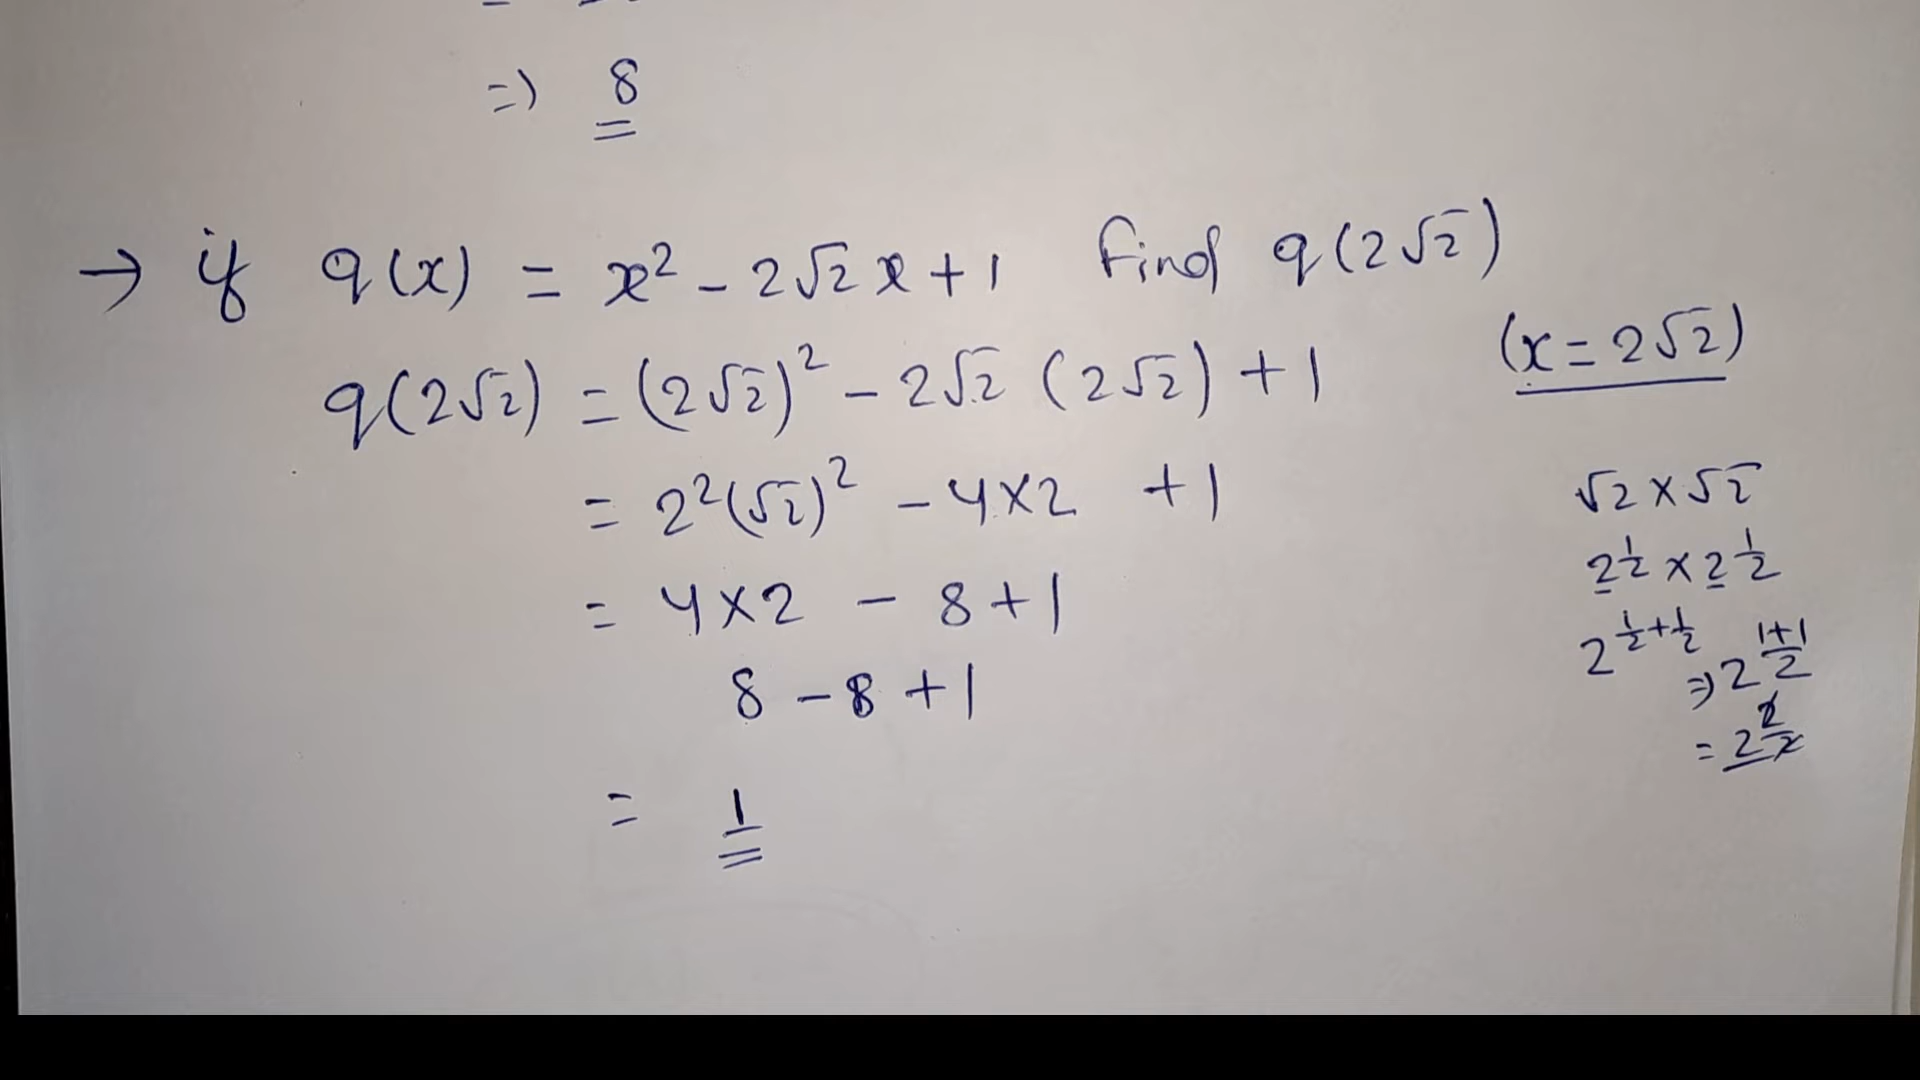 =) 8
→ if q(x) = x² - 2√2 x + 1 find q(2√2)
(x = 2√2)
q(2√2) = (2√2)² - 2√2 (2√2) + 1
= 2²(√2)² - 4×2 + 1
= 4×2 - 8 + 1
8 - 8 + 1
= 1
√2 × √2
2^½ × 2^½
2^(½+½)
=) 2^((1+1)/2)
= 2^(2/2)